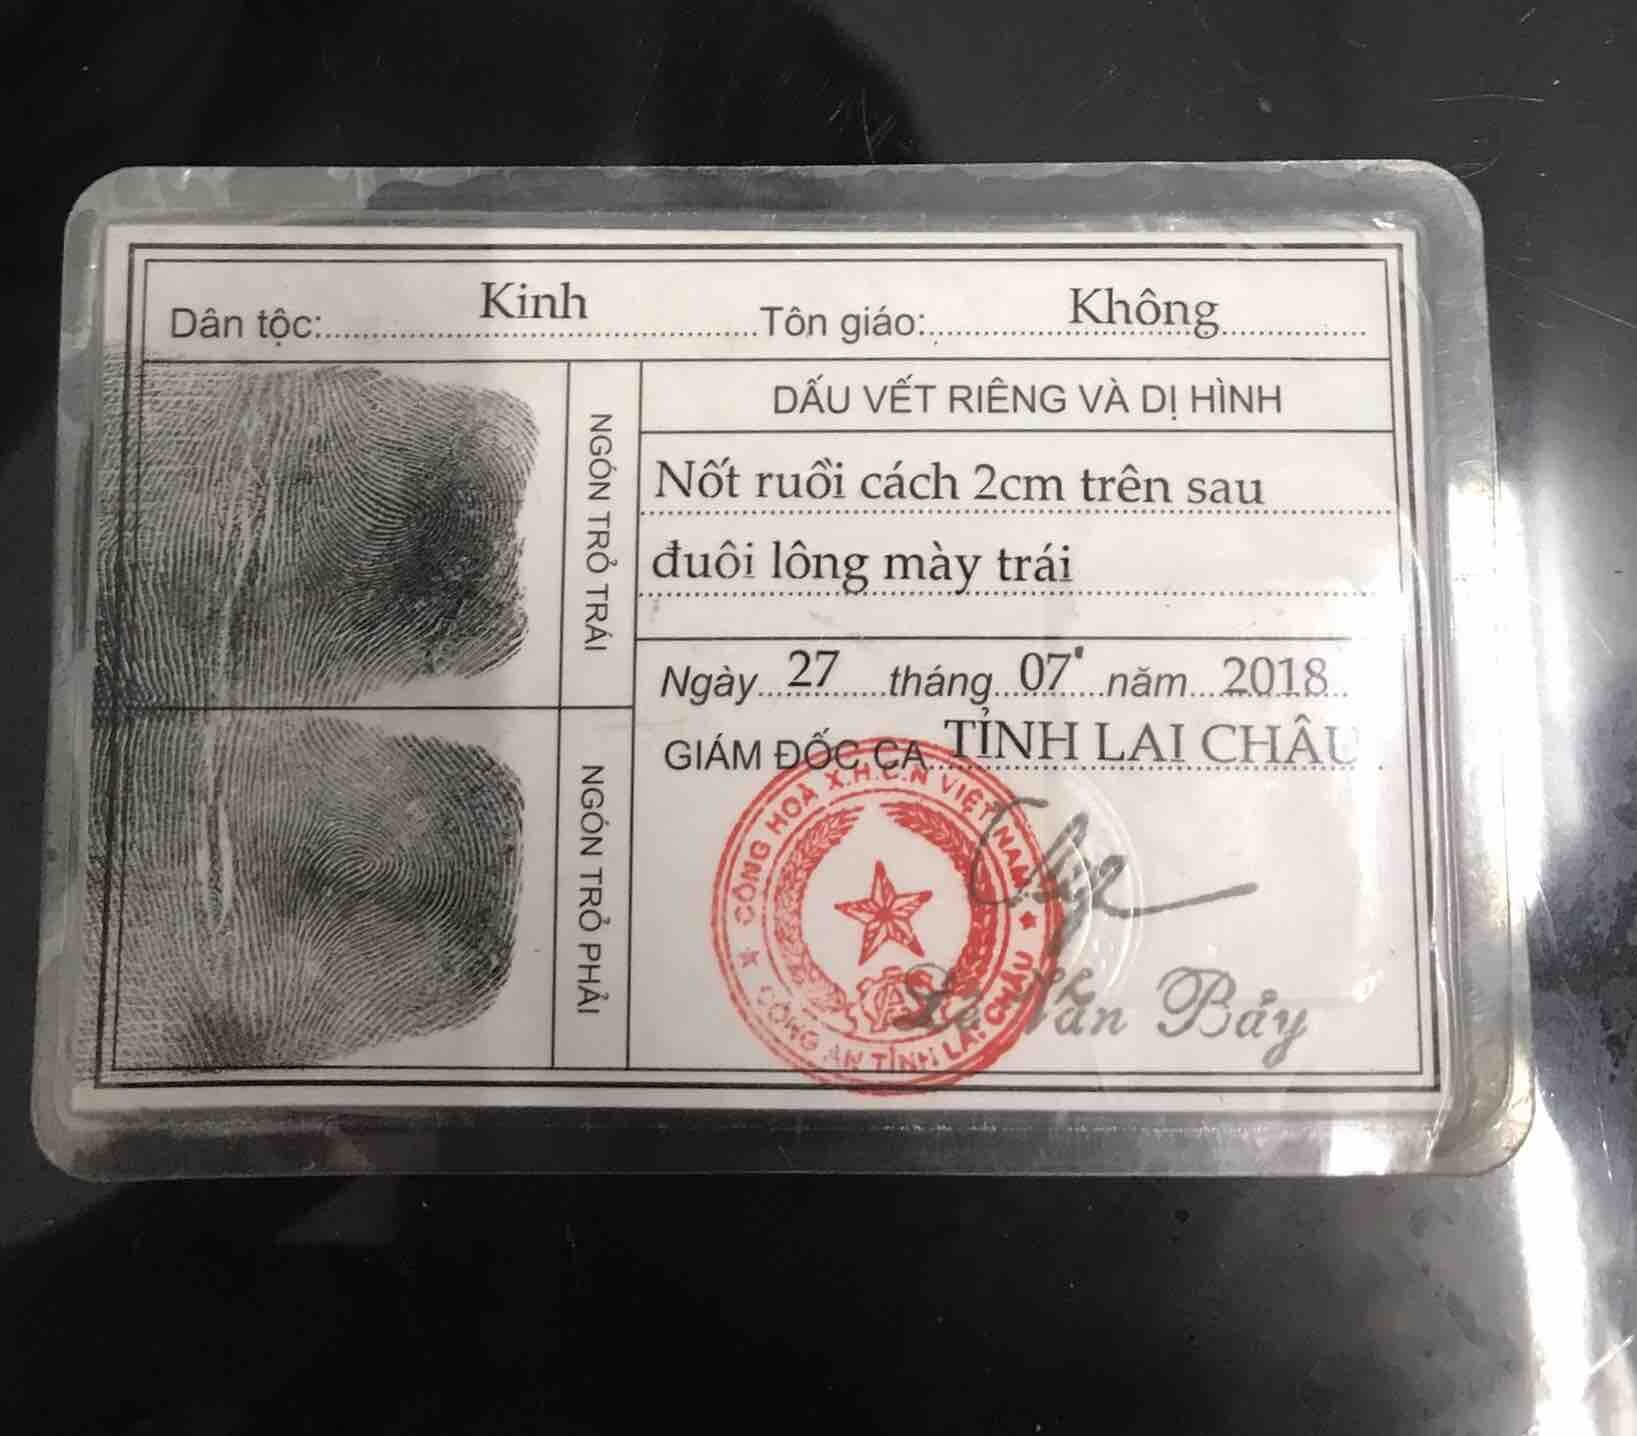 Dân tộc: Kinh Tôn giáo: Không
NGÓN TRỎ TRÁI
NGÓN TRỎ PHẢI
DẤU VẾT RIÊNG VÀ DỊ HÌNH
Nốt ruồi cách 2cm trên sau
đuôi lông mày trái
Ngày 27 tháng 07 năm 2018
GIÁM ĐỐC CA TỈNH LAI CHÂU
CỘNG HOÀ X.H.C.N VIỆT NAM
CÔNG AN TỈNH LAI CHÂU
Lê Văn Bảy